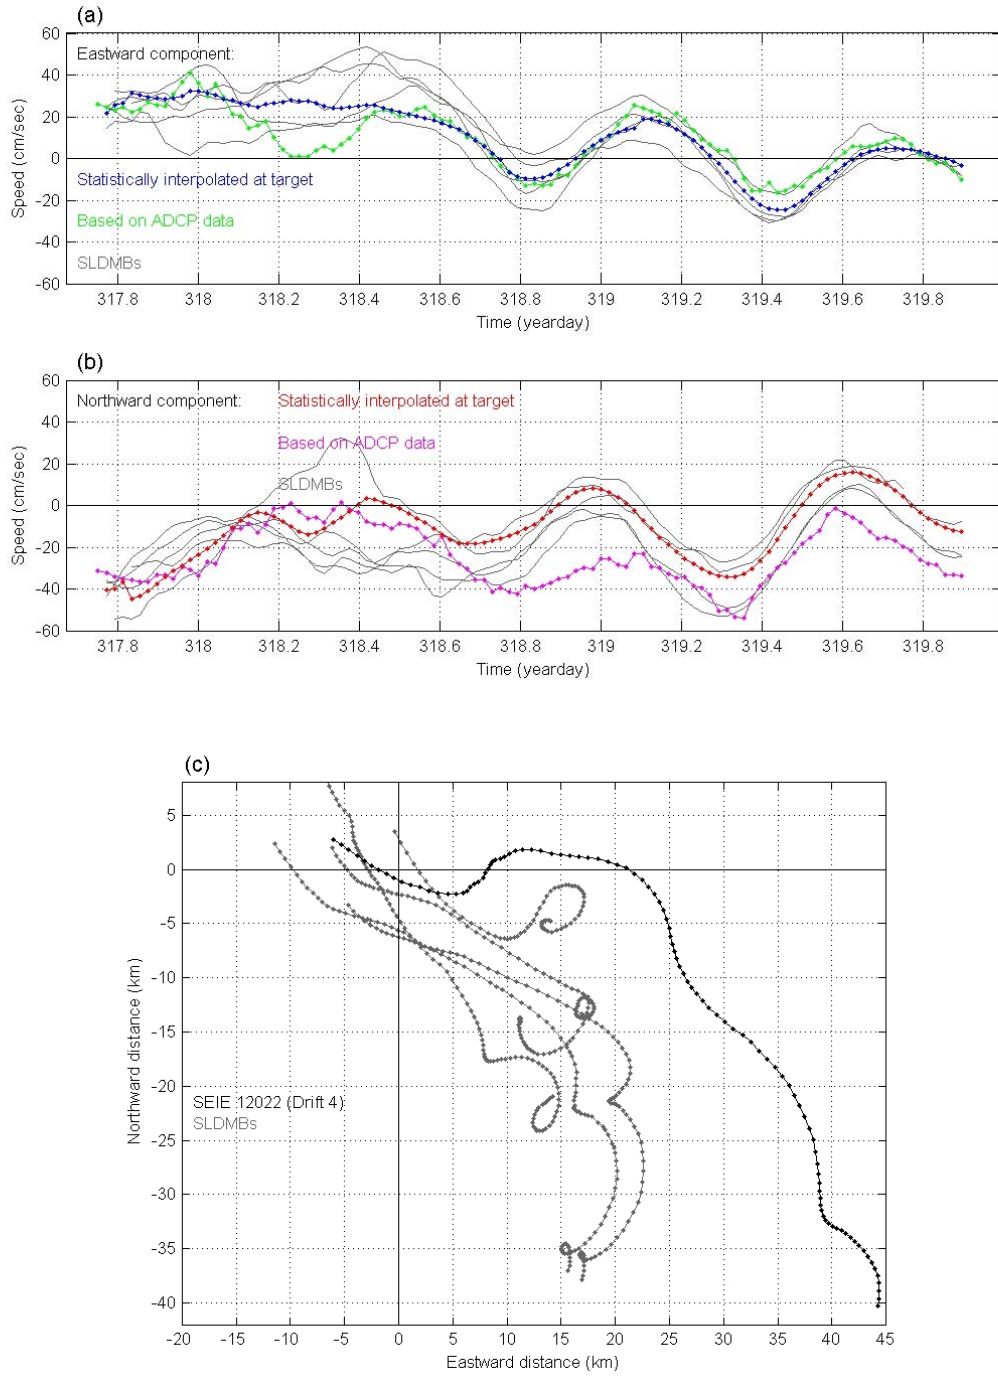 (a)
60
40
20
0
-20
-40
-60
Speed (cm/sec)
Eastward component:
Statistically interpolated at target
Based on ADCP data
SLDMBs
317.8 318 318.2 318.4 318.6 318.8 319 319.2 319.4 319.6 319.8
Time (yearday)
(b)
60
40
20
0
-20
-40
-60
Speed (cm/sec)
Northward component: Statistically interpolated at target
Based on ADCP data
SLDMBs
317.8 318 318.2 318.4 318.6 318.8 319 319.2 319.4 319.6 319.8
Time (yearday)
(c)
5
0
-5
-10
-15
-20
-25
-30
-35
-40
Northward distance (km)
SEIE 12022 (Drift 4)
SLDMBs
-20 -15 -10 -5 0 5 10 15 20 25 30 35 40 45
Eastward distance (km)